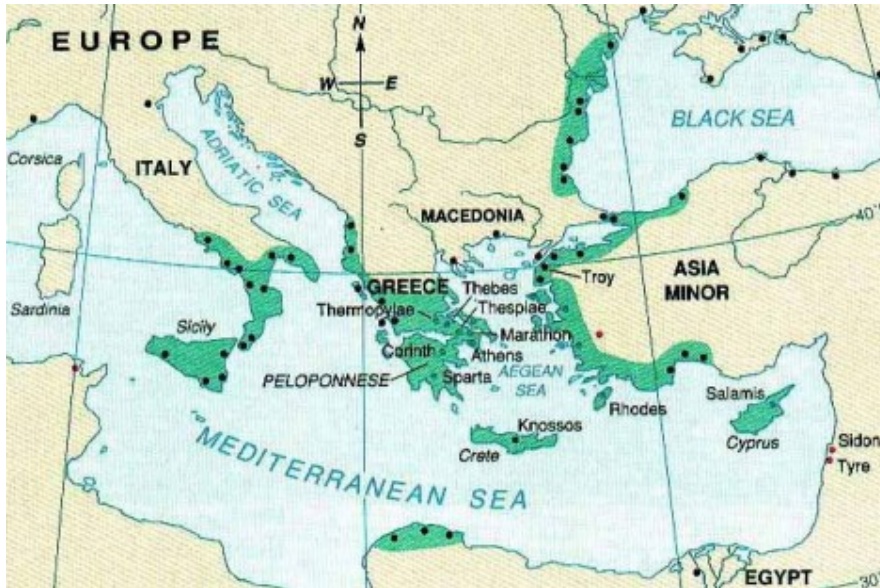 EUROPE
N
W E
S
BLACK SEA
Corsica
ADRIATIC SEA
ITALY
MACEDONIA
40°
ASIA
MINOR
Troy
GREECE
Thebes
Thermopylae
Thespiae
Sardinia
Sicily
Marathon
Corinth
Athens
PELOPONNESE
Sparta
AEGEAN
SEA
Rhodes
Salamis
Cyprus
Knossos
Crete
Sidon
Tyre
MEDITERRANEAN SEA
EGYPT
30°